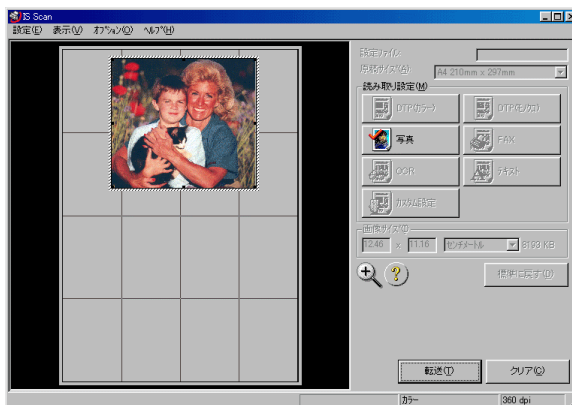 IS Scan
設定(E) 表示(V) オプション(O) ヘルプ(H)
設定ファイル:
原稿サイズ(A): A4 210mm x 297mm
読み取り設定(M)
DTP(カラー) DTP(モノクロ)
写真 FAX
OCR テキスト
カスタム設定
画像サイズ(I)
12.46 x 11.16 センチメートル 8193 KB
標準に戻す(D)
転送(T) クリア(C)
カラー 360 dpi